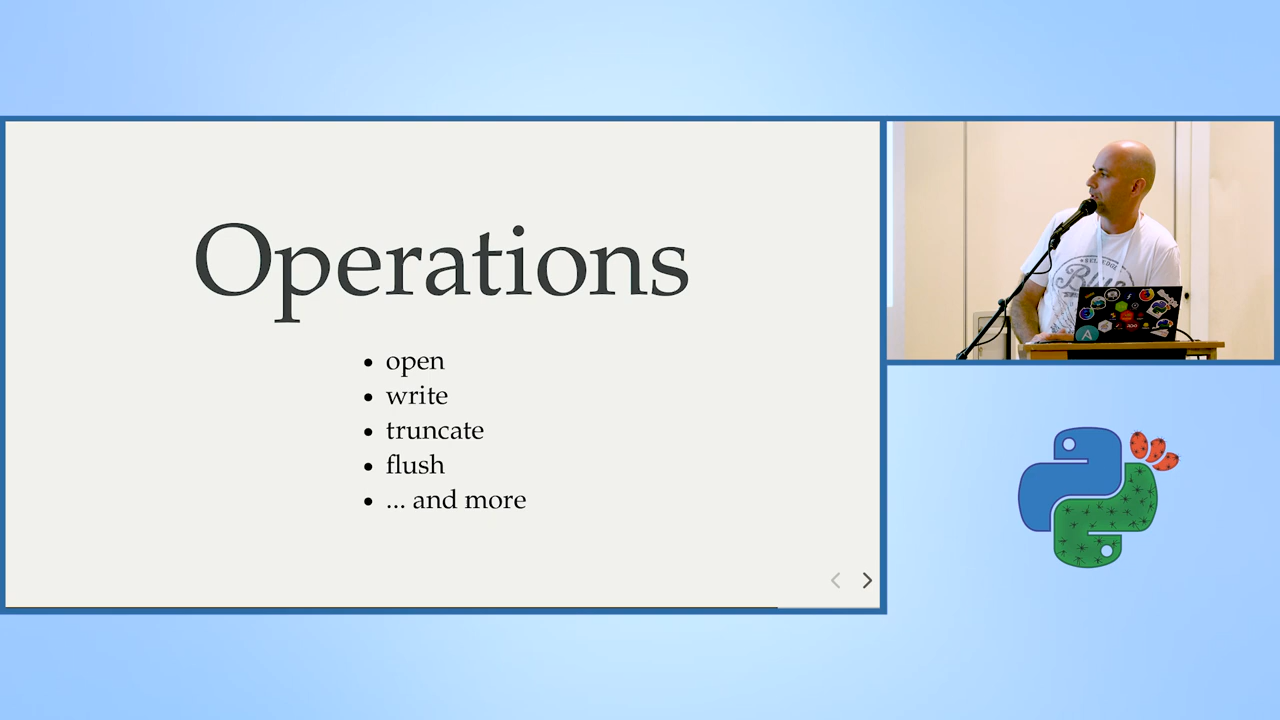 Operations
open
write
truncate
flush
... and more